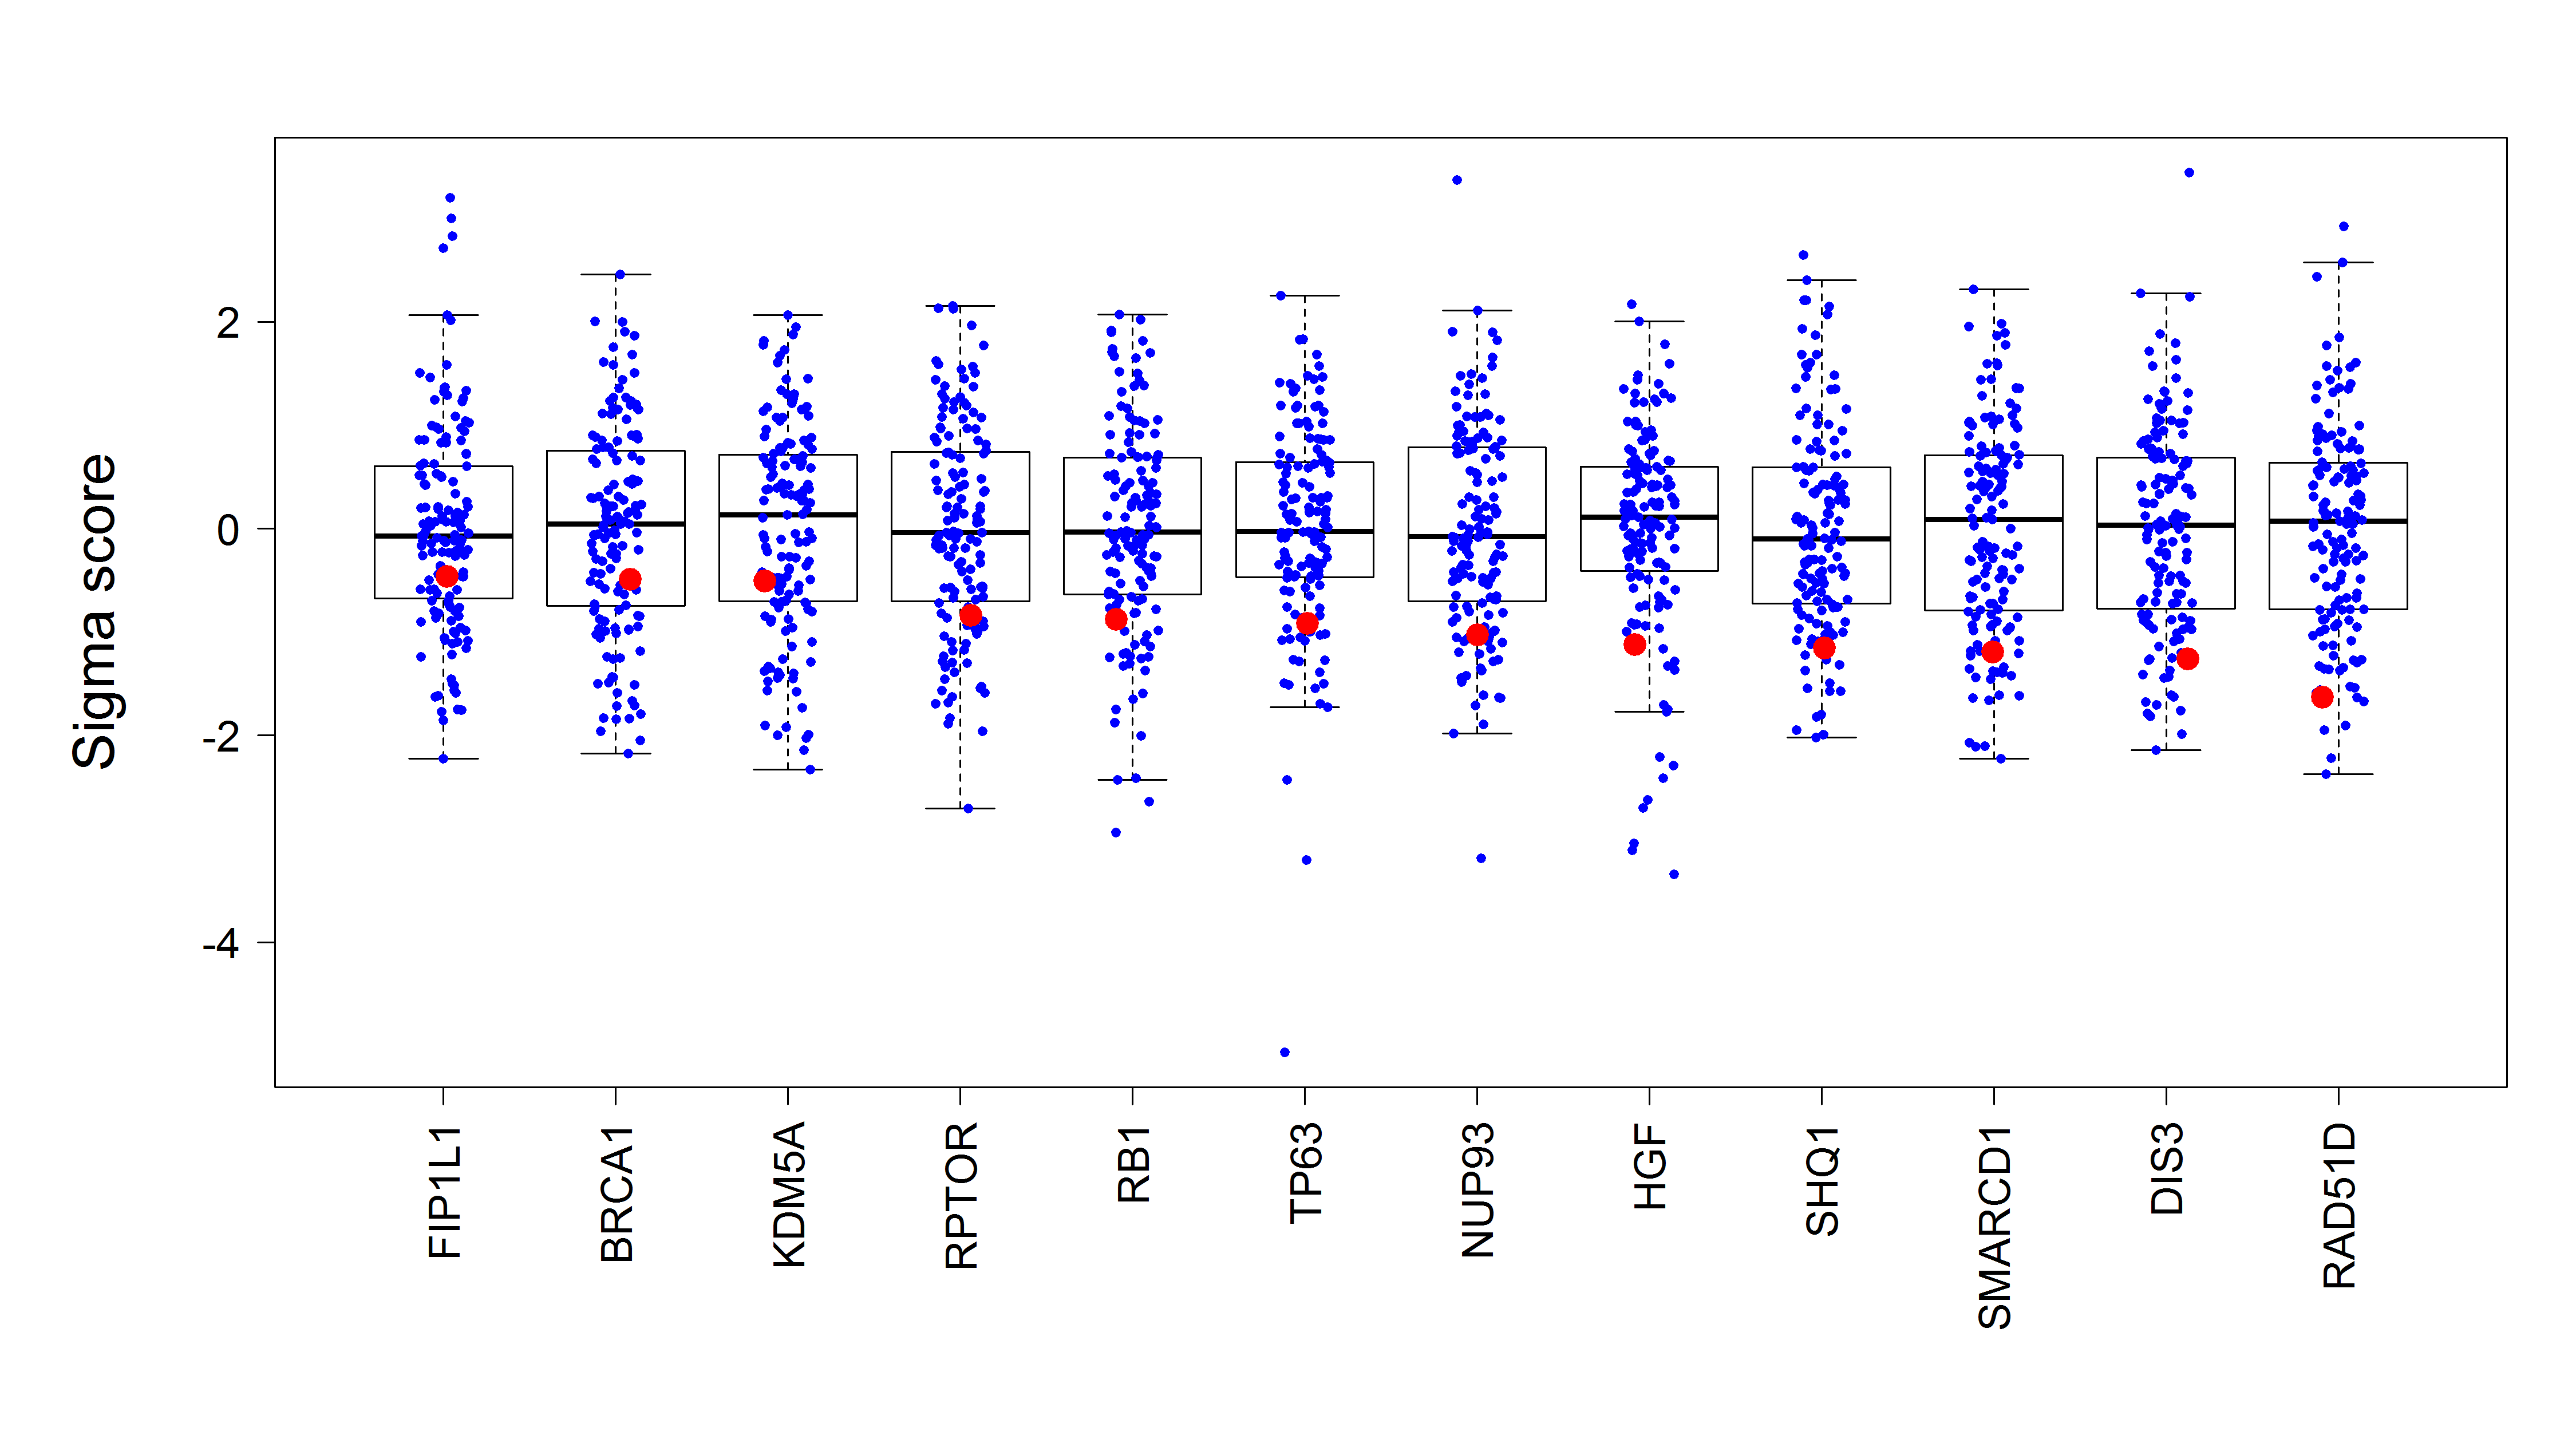 Sigma score
2
0
-2
-4
FIP1L1
BRCA1
KDM5A
RPTOR
RB1
TP63
NUP93
HGF
SHQ1
SMARCD1
DIS3
RAD51D